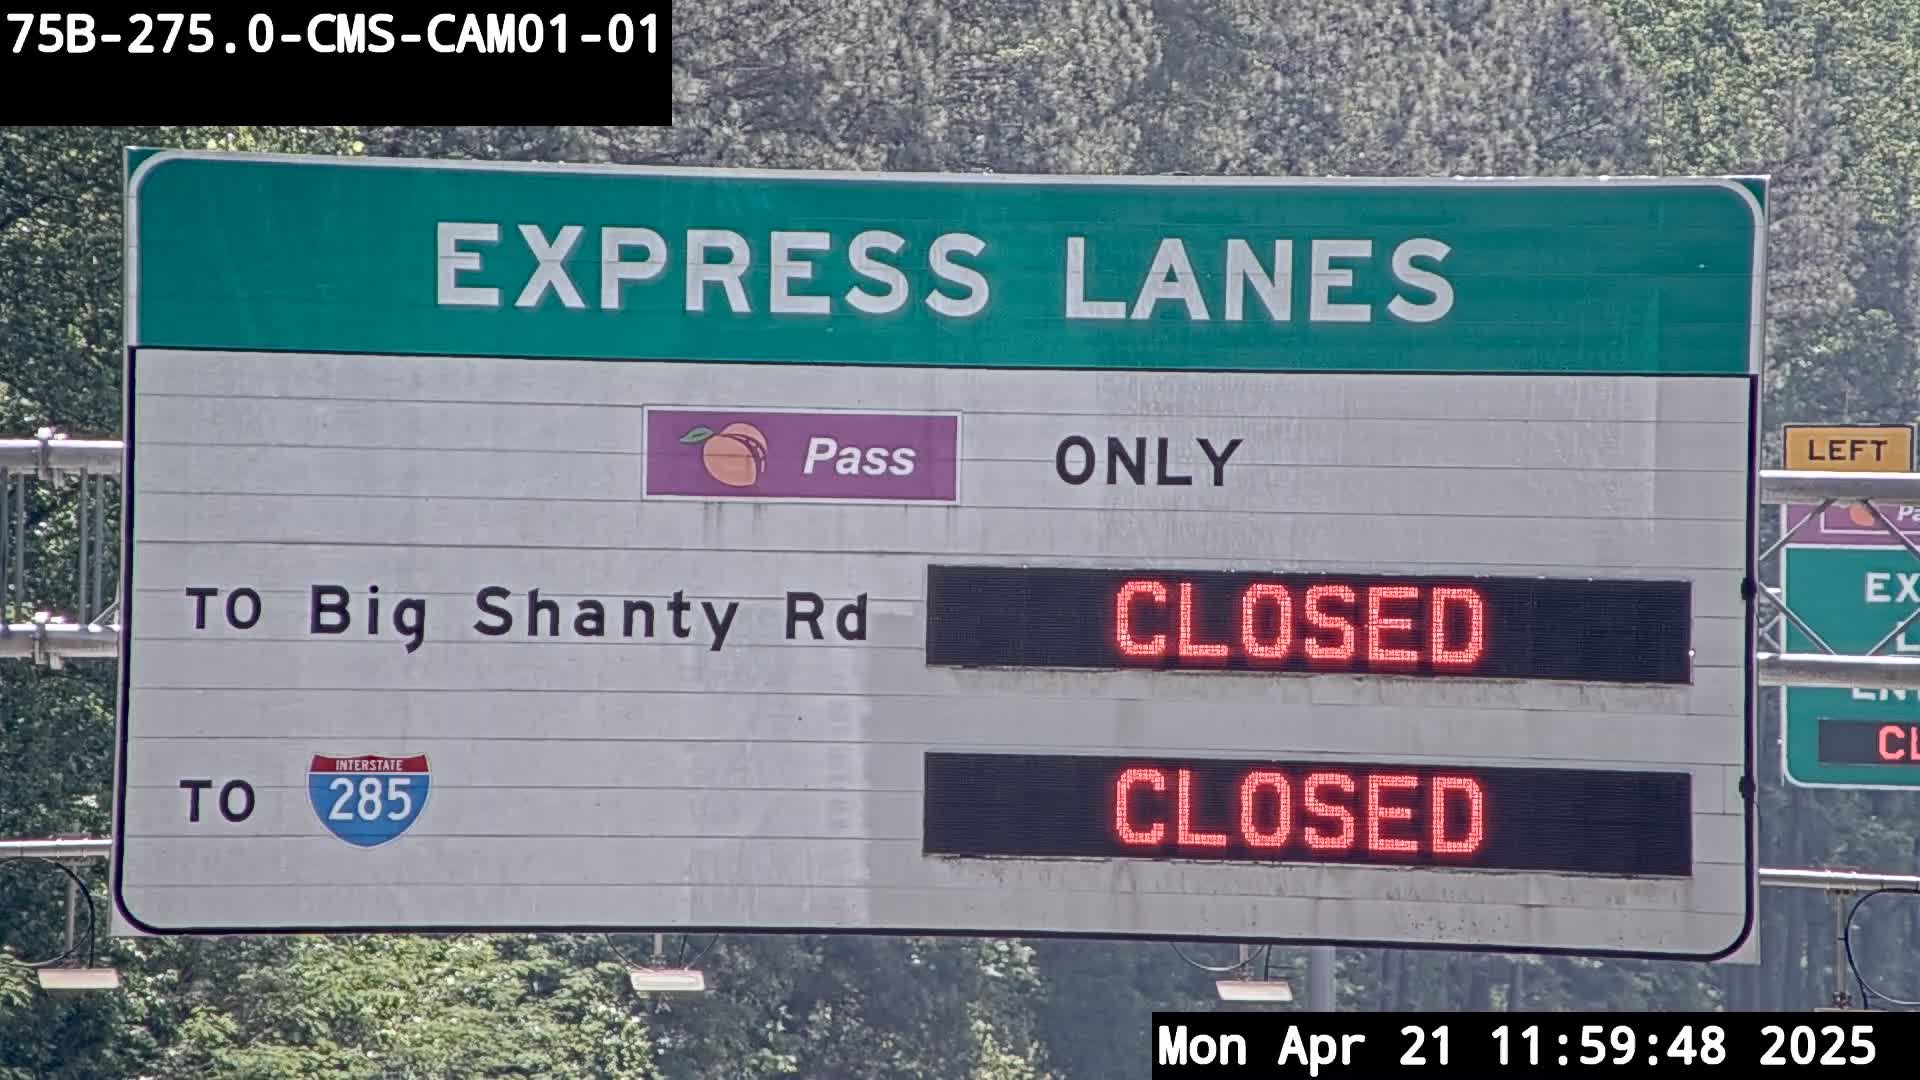 75B-275.0-CMS-CAM01-01
EXPRESS LANES
Pass ONLY
LEFT
TO Big Shanty Rd CLOSED
TO INTERSTATE 285 CLOSED
Mon Apr 21 11:59:48 2025